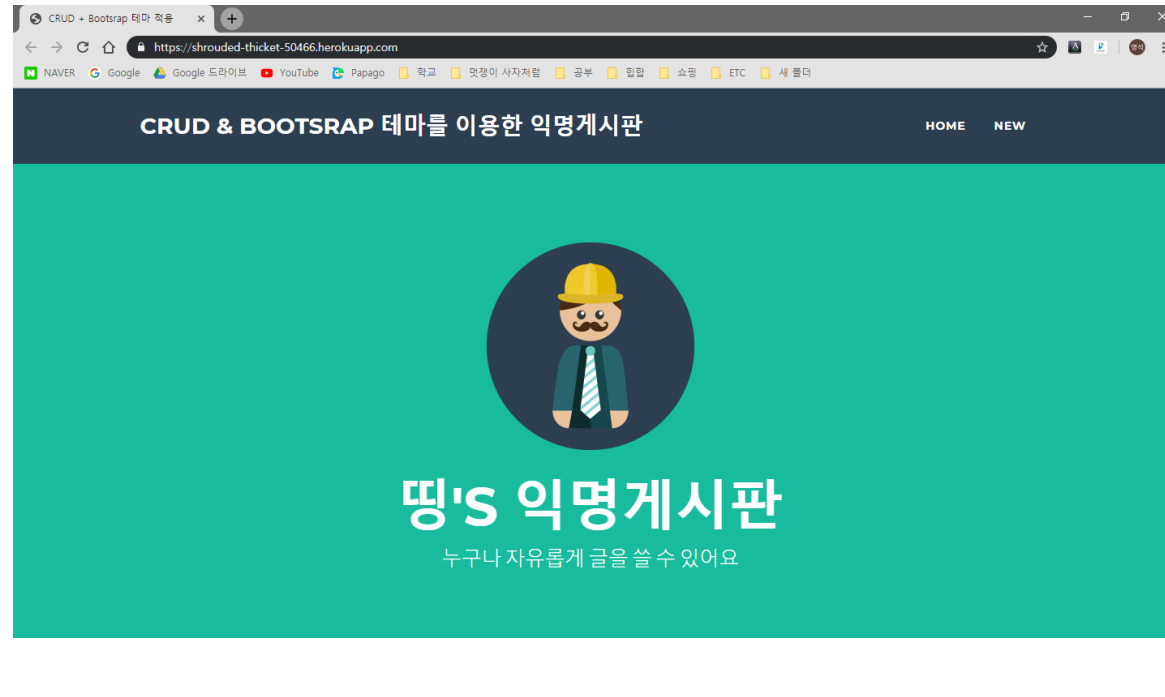 CRUD + Bootsrap 테마 적용
https://shrouded-thicket-50466.herokuapp.com
NAVER Google Google 드라이브 YouTube Papago 학교 멋쟁이 사자처럼 공부 힙합 쇼핑 ETC 새 폴더
CRUD & BOOTSRAP 테마를 이용한 익명게시판 HOME NEW
띵'S 익명게시판
누구나 자유롭게 글을 쓸 수 있어요